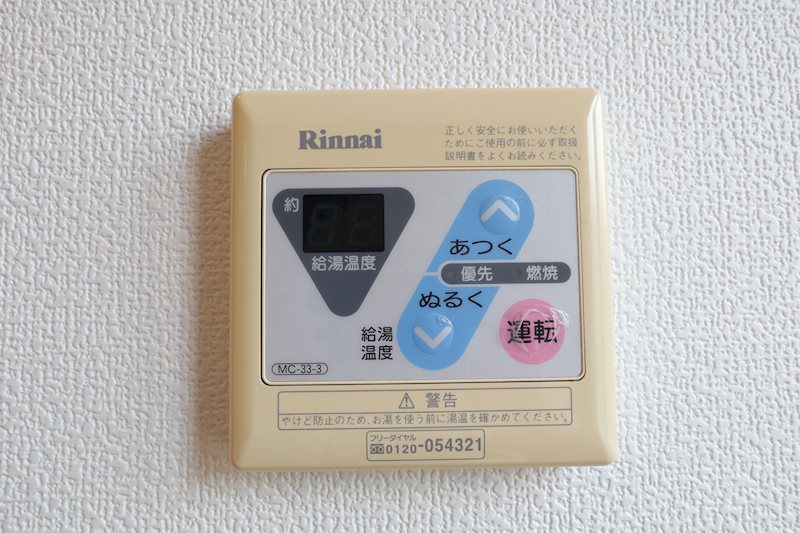 Rinnai
正しく安全にお使いいただく
ためにご使用の前に必ず取扱
説明書をよくお読みください。
約
給湯温度
あつく
優先 燃焼
ぬるく
給湯
温度
運転
MC-33-3
⚠ 警告
やけど防止のため、お湯を使う前に湯温を確かめてください。
フリーダイヤル
0120-054321